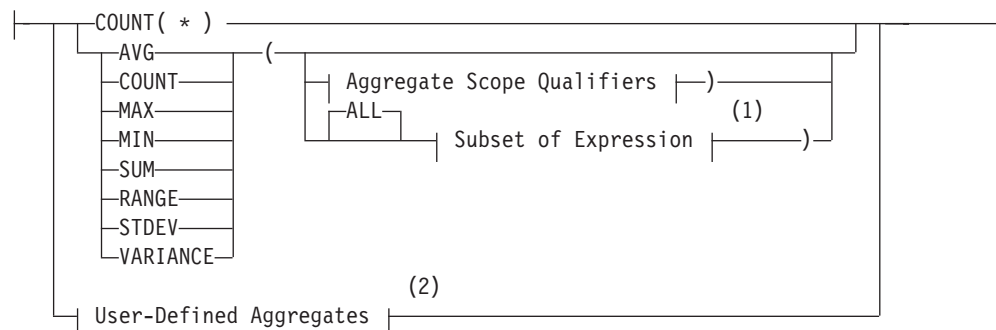 COUNT( * )
AVG (
COUNT Aggregate Scope Qualifiers )
MAX ALL (1)
MIN Subset of Expression )
SUM
RANGE
STDEV
VARIANCE
(2)
User-Defined Aggregates